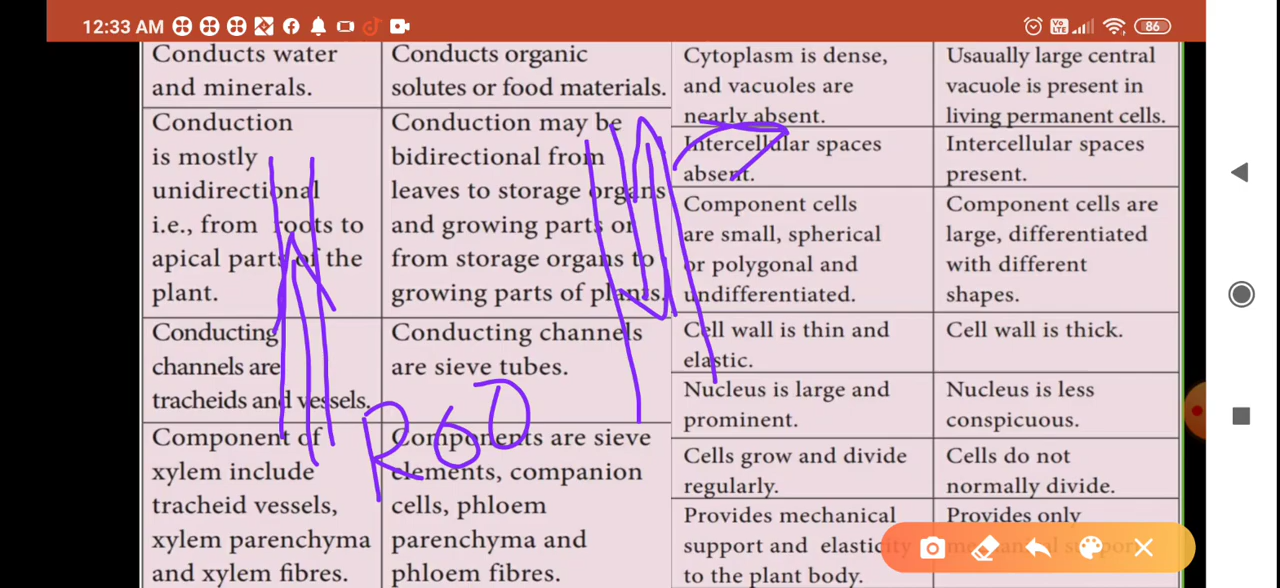 12:33 AM
86
Conducts water
and minerals.
Conducts organic
solutes or food materials.
Cytoplasm is dense,
and vacuoles are
nearly absent.
Usaually large central
vacuole is present in
living permanent cells.
Conduction
is mostly
unidirectional
i.e., from roots to
apical parts of the
plant.
Conduction may be
bidirectional from
leaves to storage organs
and growing parts or
from storage organs to
growing parts of plants.
Intercellular spaces
absent.
Intercellular spaces
present.
Component cells
are small, spherical
or polygonal and
undifferentiated.
Component cells are
large, differentiated
with different
shapes.
Conducting
channels are
tracheids and vessels.
Conducting channels
are sieve tubes.
Cell wall is thin and
elastic.
Cell wall is thick.
Nucleus is large and
prominent.
Nucleus is less
conspicuous.
Component of
xylem include
tracheid vessels,
xylem parenchyma
and xylem fibres.
Components are sieve
elements, companion
cells, phloem
parenchyma and
phloem fibres.
Cells grow and divide
regularly.
Cells do not
normally divide.
Provides mechanical
support and elasticity
to the plant body.
Provides only